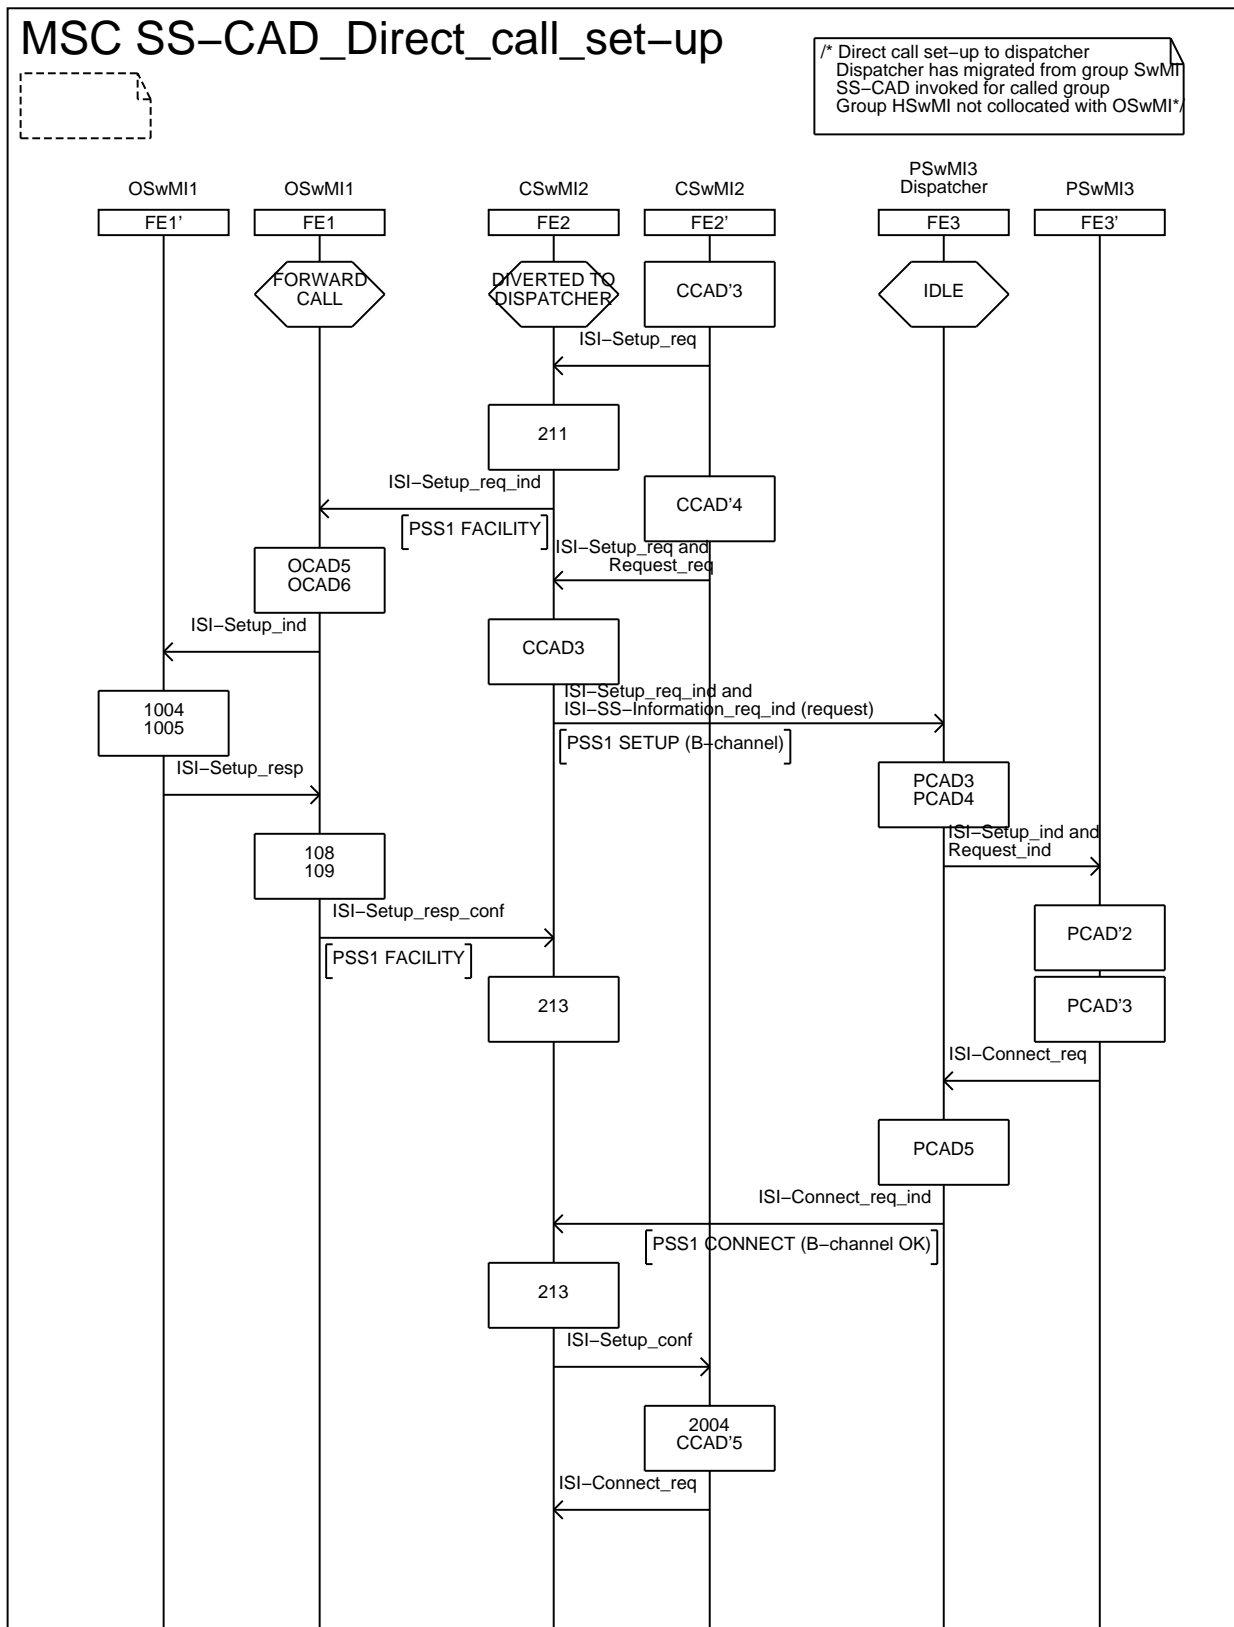 MSC SS–CAD_Direct_call_set–up
/* Direct call set–up to dispatcher
Dispatcher has migrated from group SwMI
SS–CAD invoked for called group
Group HSwMI not collocated with OSwMI*/
OSwMI1
OSwMI1
CSwMI2
CSwMI2
PSwMI3
Dispatcher
PSwMI3
FE1'
FE1
FE2
FE2'
FE3
FE3'
FORWARD
CALL
DIVERTED TO
DISPATCHER
CCAD'3
IDLE
ISI–Setup_req
211
ISI–Setup_req_ind
PSS1 FACILITY
CCAD'4
ISI–Setup_req and
Request_req
OCAD5
OCAD6
ISI–Setup_ind
CCAD3
ISI–Setup_req_ind and
ISI–SS–Information_req_ind (request)
PSS1 SETUP (B–channel)
1004
1005
ISI–Setup_resp
PCAD3
PCAD4
ISI–Setup_ind and
Request_ind
108
109
ISI–Setup_resp_conf
PSS1 FACILITY
PCAD'2
213
PCAD'3
ISI–Connect_req
PCAD5
ISI–Connect_req_ind
PSS1 CONNECT (B–channel OK)
213
ISI–Setup_conf
2004
CCAD'5
ISI–Connect_req